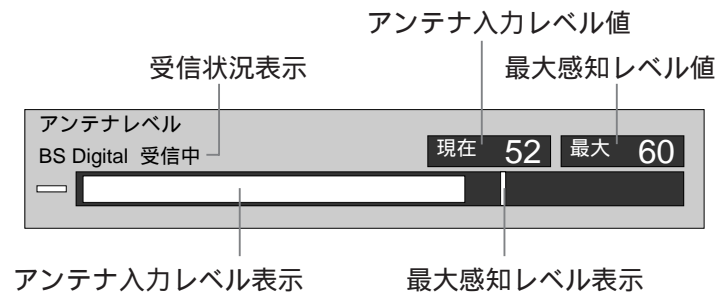 アンテナ入力レベル値
受信状況表示
最大感知レベル値
アンテナレベル
BS Digital 受信中
現在 52
最大 60
アンテナ入力レベル表示
最大感知レベル表示